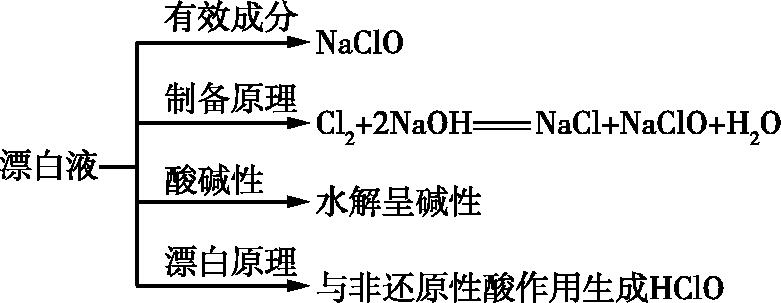 有效成分
NaClO
制备原理
Cl₂+2NaOH══NaCl+NaClO+H₂O
漂白液
酸碱性
水解呈碱性
漂白原理
与非还原性酸作用生成HClO